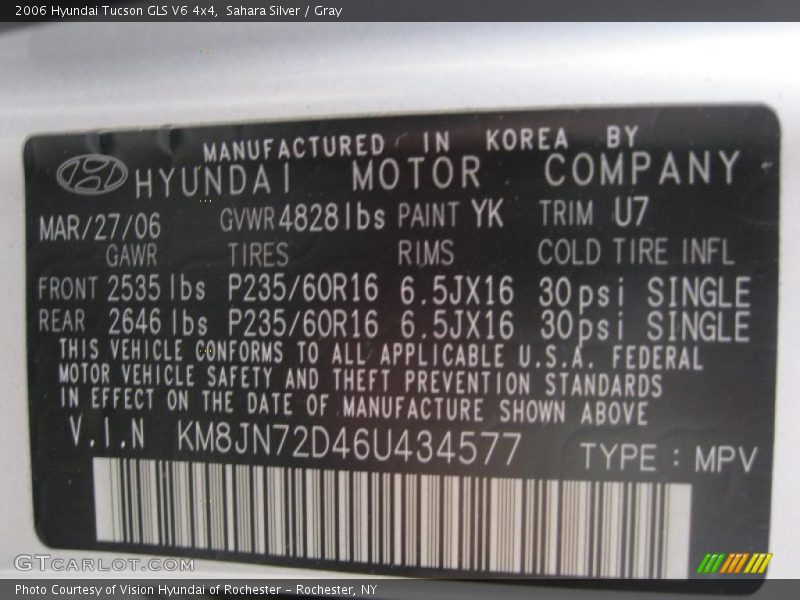 2006 Hyundai Tucson GLS V6 4x4, Sahara Silver / Gray
MANUFACTURED IN KOREA BY
HYUNDAI MOTOR COMPANY
MAR/27/06 GVWR 4828lbs PAINT YK TRIM U7
GAWR TIRES RIMS COLD TIRE INFL
FRONT 2535 lbs P235/60R16 6.5JX16 30psi SINGLE
REAR 2646 lbs P235/60R16 6.5JX16 30psi SINGLE
THIS VEHICLE CONFORMS TO ALL APPLICABLE U.S.A. FEDERAL
MOTOR VEHICLE SAFETY AND THEFT PREVENTION STANDARDS
IN EFFECT ON THE DATE OF MANUFACTURE SHOWN ABOVE
V.I.N KM8JN72D46U434577 TYPE : MPV
GTcarlot.com
Photo Courtesy of Vision Hyundai of Rochester - Rochester, NY